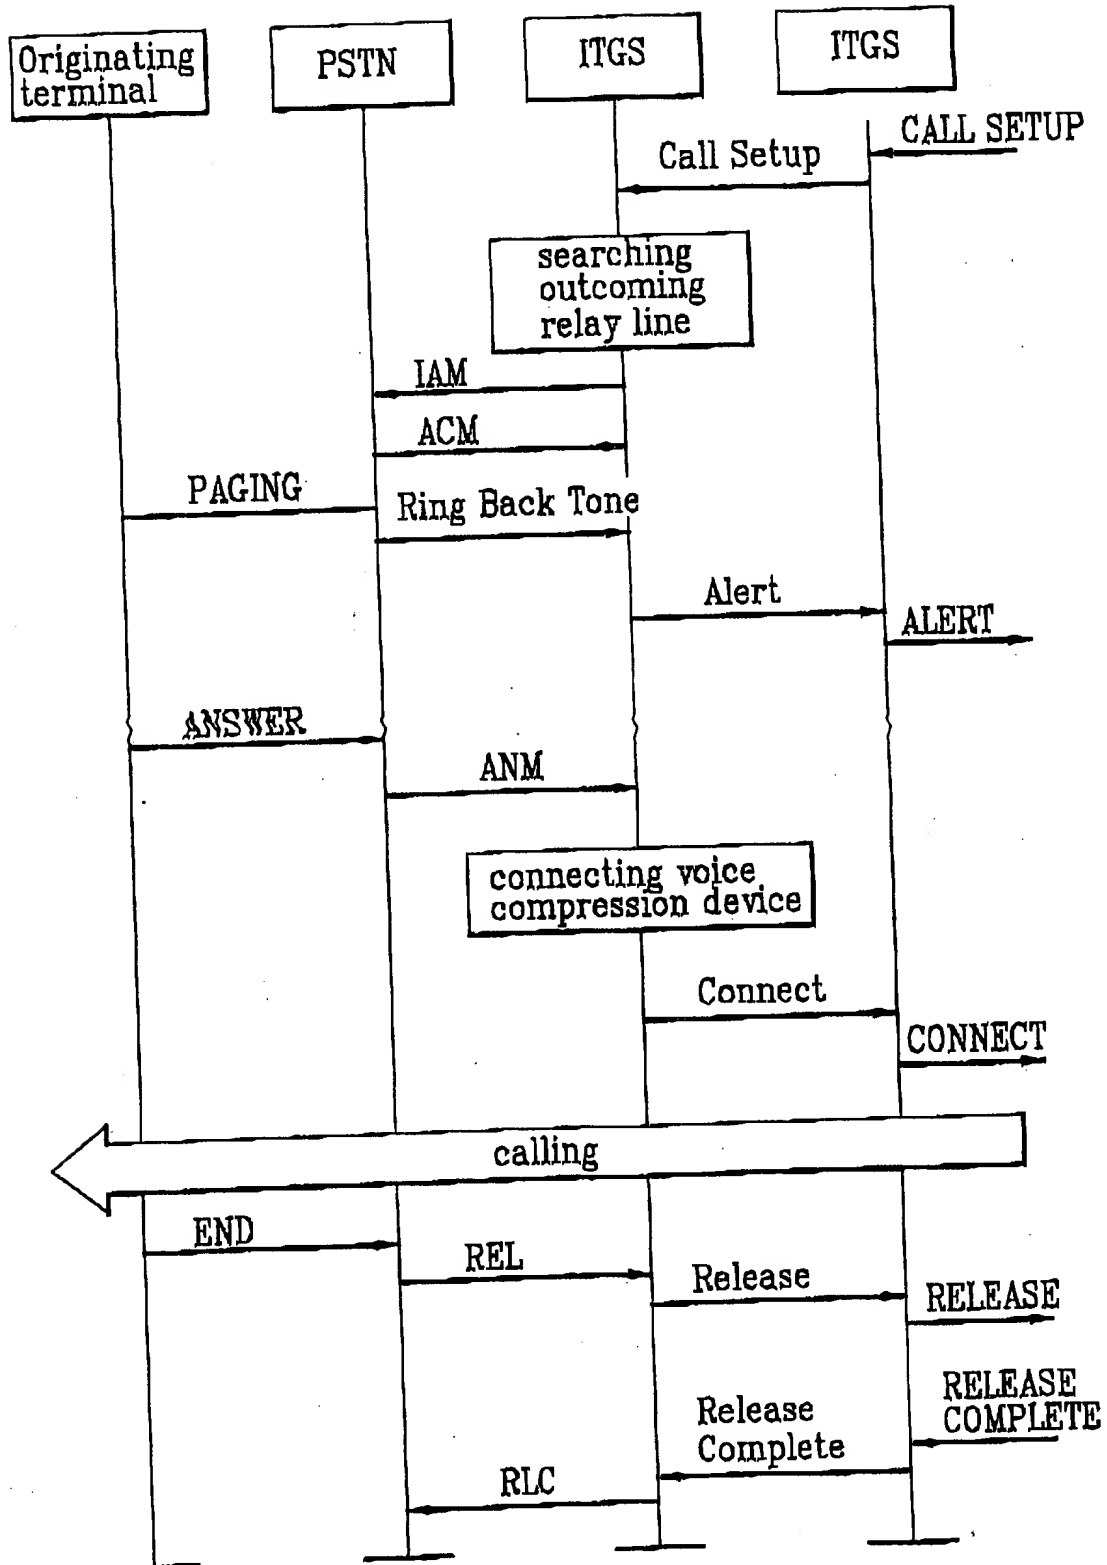 Originating
terminal
PSTN
ITGS
ITGS
CALL SETUP
Call Setup
searching
outcoming
relay line
IAM
ACM
PAGING
Ring Back Tone
Alert
ALERT
ANSWER
ANM
connecting voice
compression device
Connect
CONNECT
calling
END
REL
Release
RELEASE
RELEASE
COMPLETE
Release
Complete
RLC